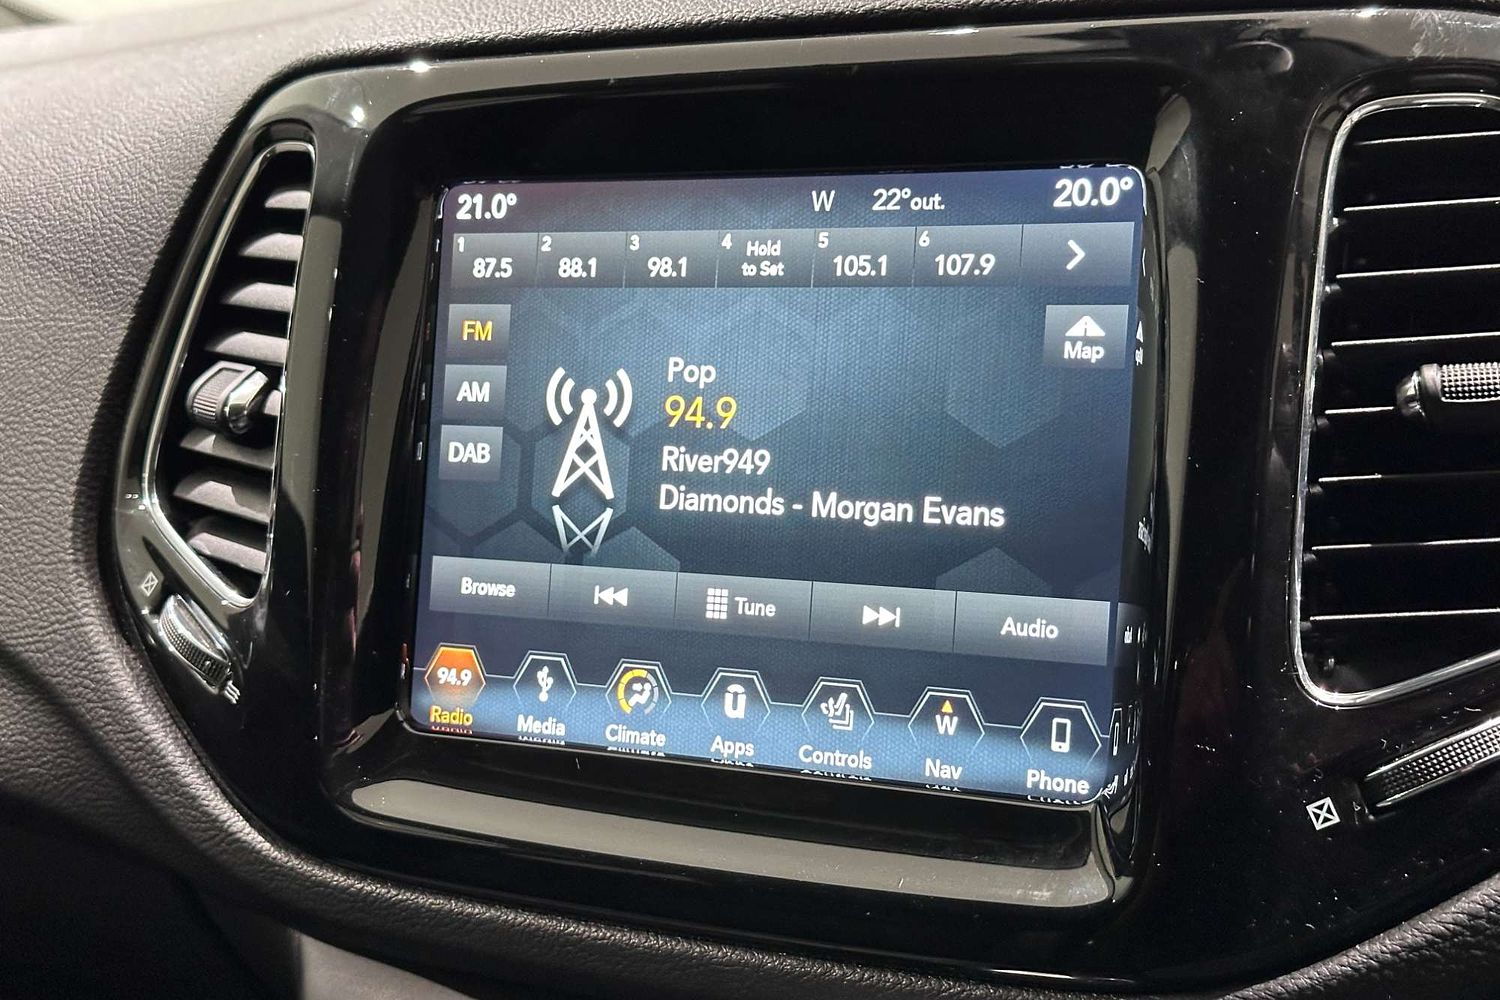 21.0° W 22°out. 20.0°
1 87.5 2 88.1 3 98.1 4 Hold to Set 5 105.1 6 107.9
FM
Map
Pop
AM
94.9
DAB
River949
Diamonds - Morgan Evans
Browse Tune Audio
94.9 W
Radio Media Climate Apps Controls Nav Phone